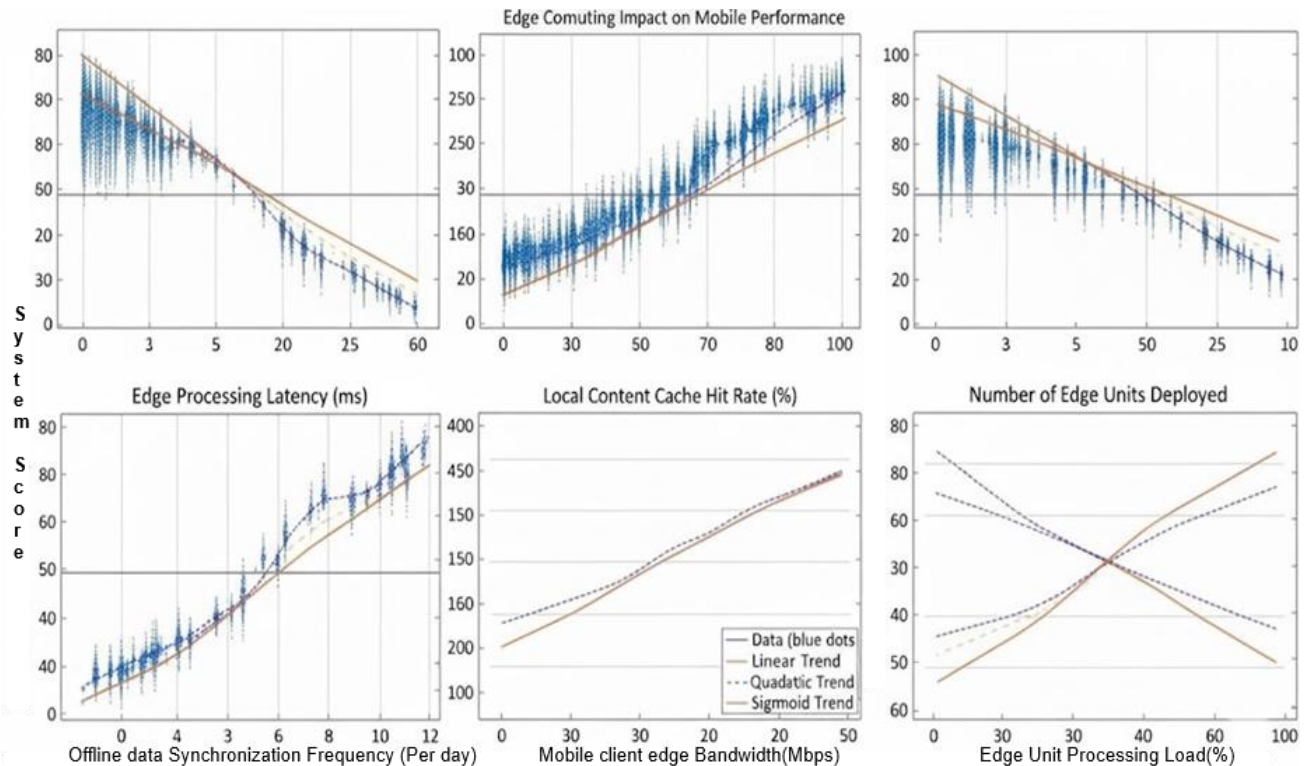 Edge Comuting Impact on Mobile Performance
80
80
80
50
20
30
0
0 3 5 20 25 60
100
250
250
30
160
20
0
0 30 30 50 70 80 100
100
80
80
50
20
20
0
0 3 5 50 25 10
System Score
Edge Processing Latency (ms)
80
80
60
50
40
40
0
0 4 3 6 8 10 12
Offline data Synchronization Frequency (Per day)
Local Content Cache Hit Rate (%)
400
450
150
150
160
200
100
Data (blue dots
Linear Trend
Quadatic Trend
Sigmoid Trend
0 30 20 20 50
Mobile client edge Bandwidth(Mbps)
Number of Edge Units Deployed
80
80
60
30
40
50
60
0 20 30 40 60 100
Edge Unit Processing Load(%)